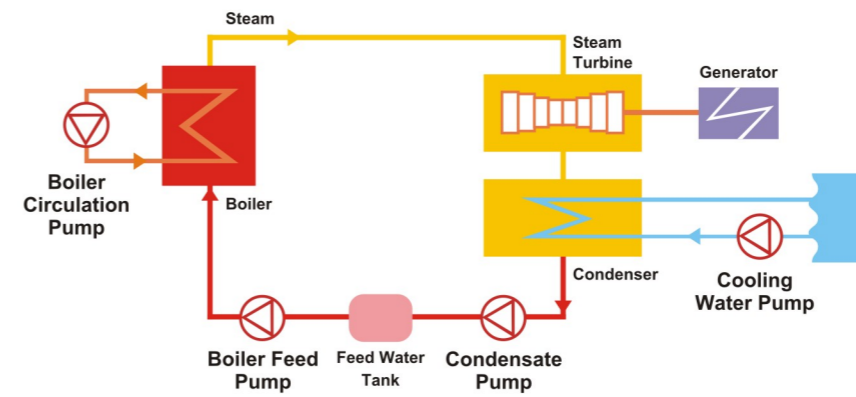 Steam
Steam
Turbine
Generator
Boiler
Circulation
Pump
Boiler
Condenser
Cooling
Water Pump
Boiler Feed
Pump
Feed Water
Tank
Condensate
Pump